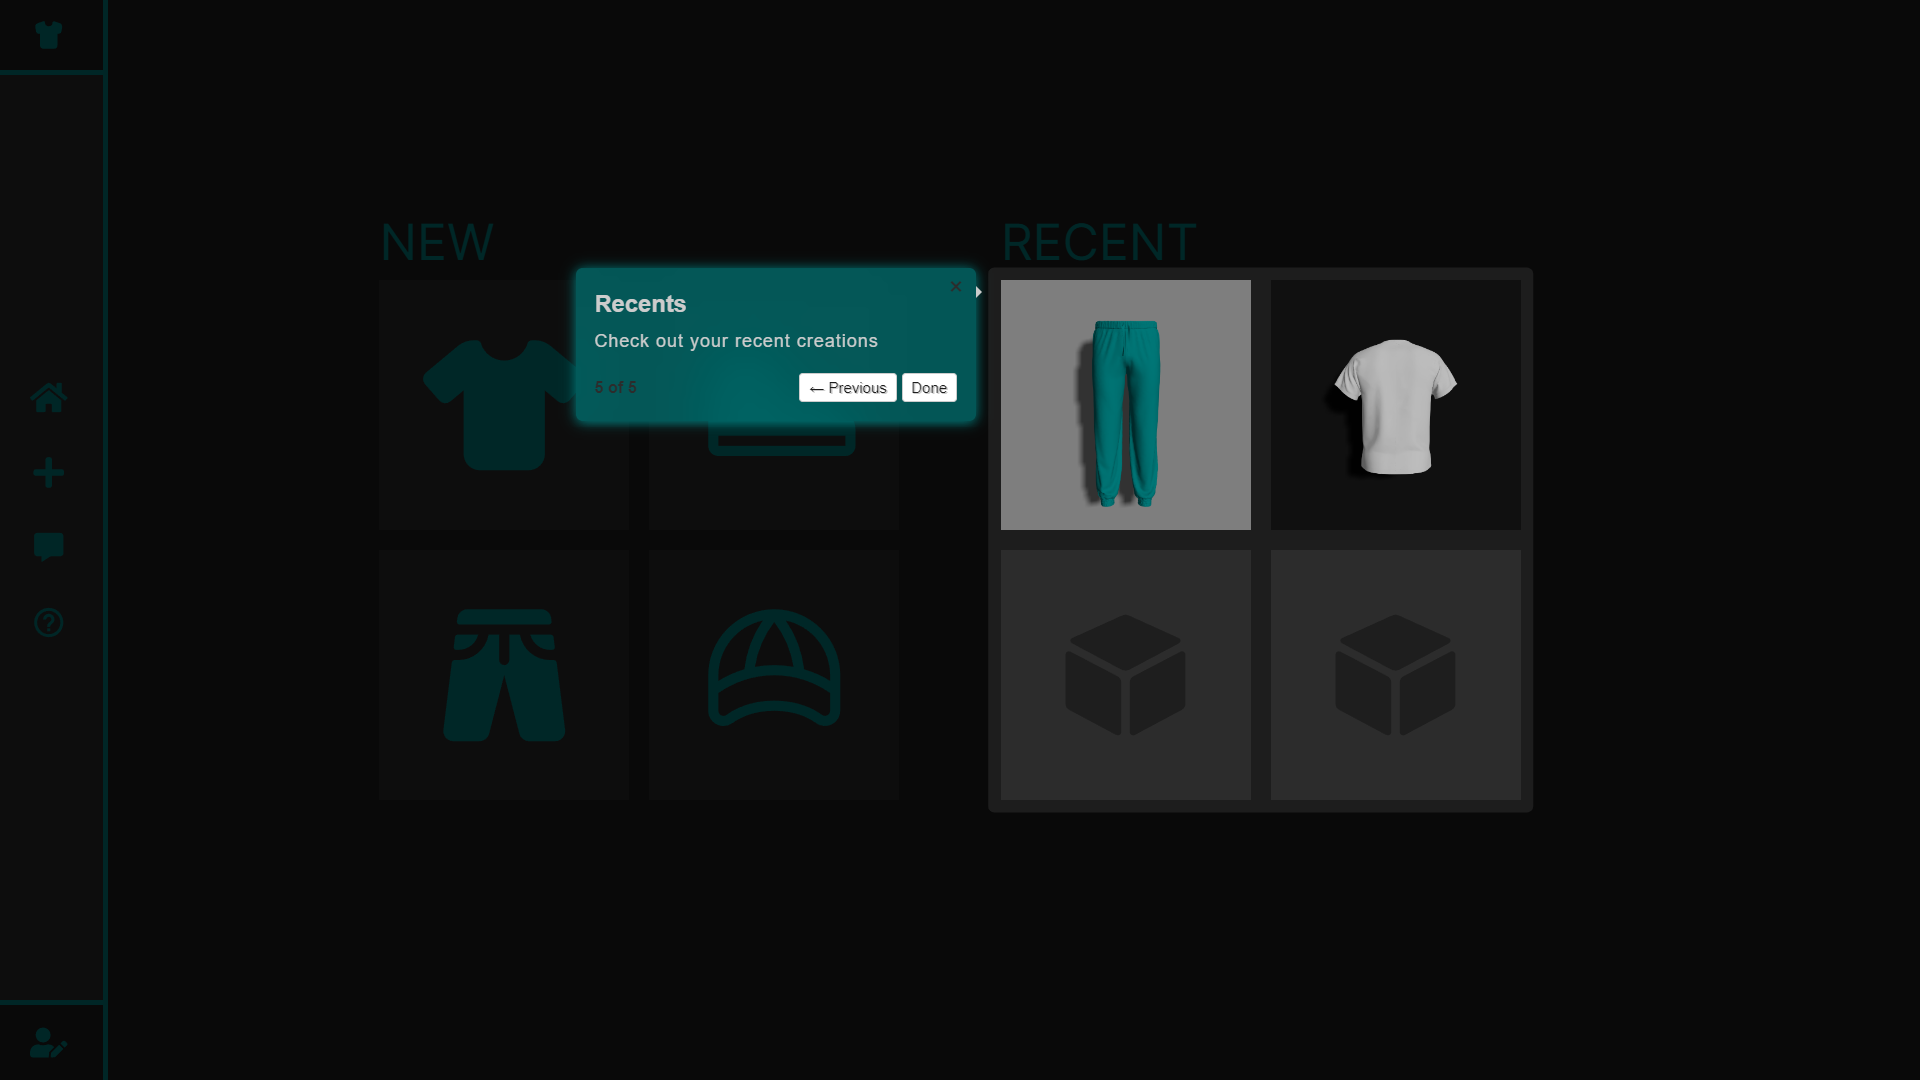 NEW
RECENT
×
Recents
Check out your recent creations
5 of 5
← Previous
Done